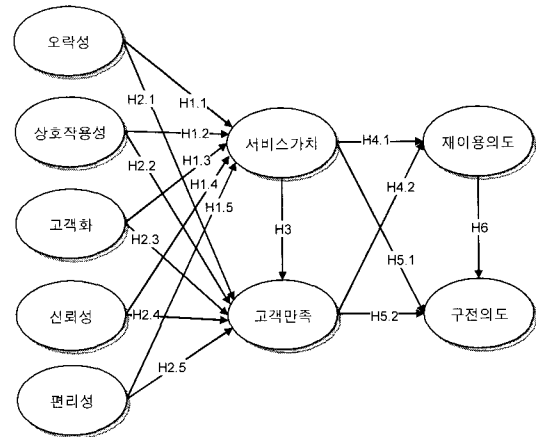 오락성
상호작용성
고객화
신뢰성
편리성
H1.1
H1.2
H1.3
H1.4
H1.5
H2.1
H2.2
H2.3
H2.4
H2.5
서비스가치
고객만족
H3
H4.1
H4.2
H5.1
H5.2
재이용의도
H6
구전의도